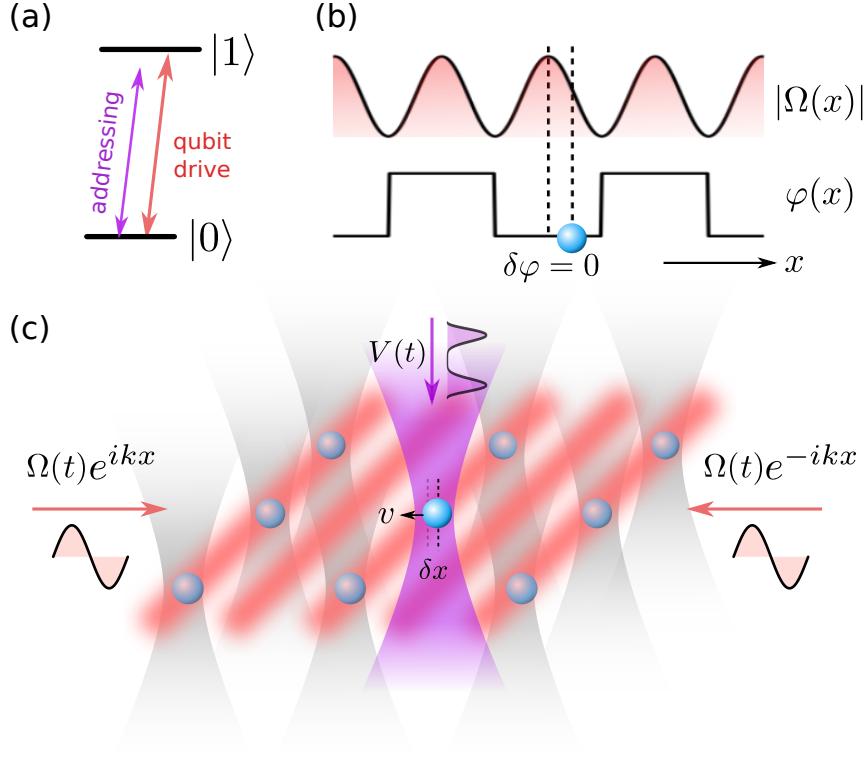 (a)
|1⟩
addressing
qubit
drive
|0⟩
(b)
|Ω(x)|
φ(x)
δφ = 0
x
(c)
V(t)
Ω(t)e^{ikx}
Ω(t)e^{-ikx}
v
δx